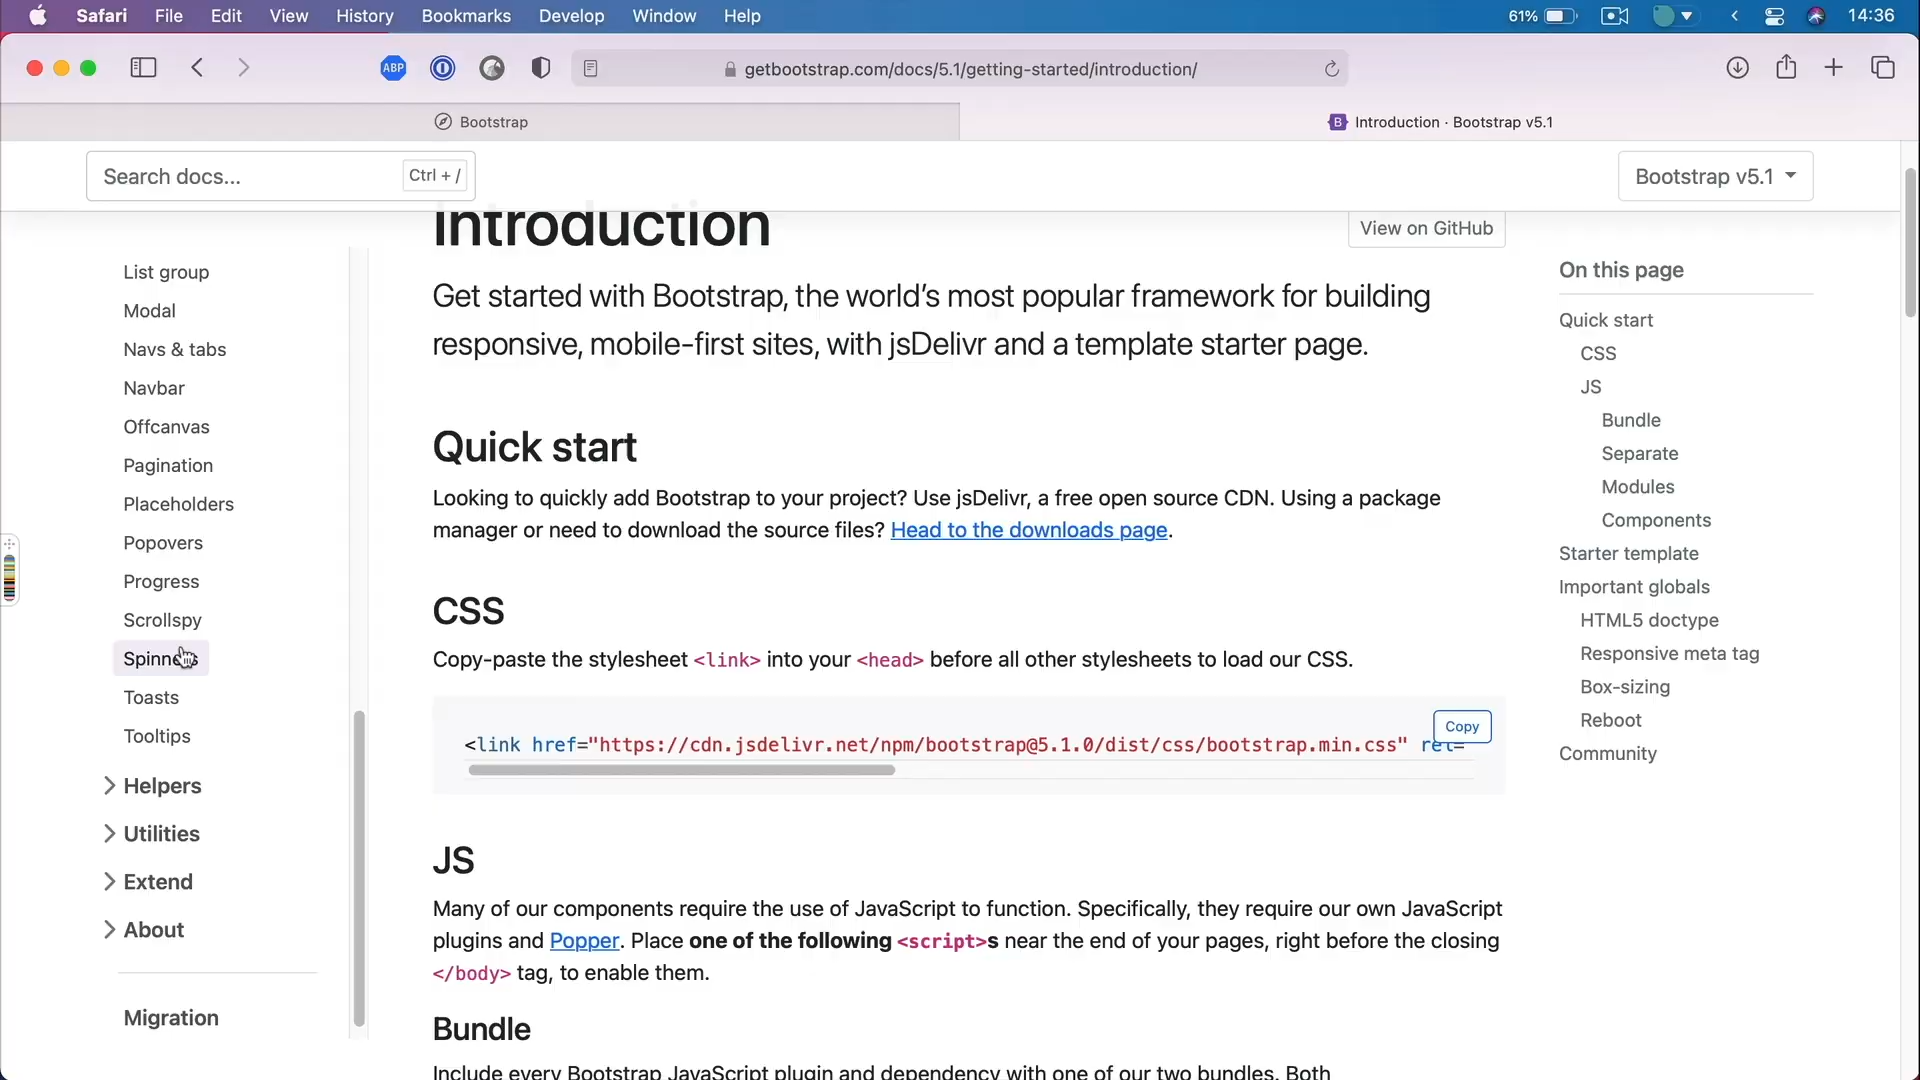 Safari File Edit View History Bookmarks Develop Window Help 61% 14:36
ABP getbootstrap.com/docs/5.1/getting-started/introduction/
Bootstrap
B Introduction · Bootstrap v5.1
Search docs... Ctrl + /
Bootstrap v5.1
List group
Modal
Navs & tabs
Navbar
Offcanvas
Pagination
Placeholders
Popovers
Progress
Scrollspy
Spinners
Toasts
Tooltips
Helpers
Utilities
Extend
About
Migration
Introduction
View on GitHub
Get started with Bootstrap, the world's most popular framework for building
responsive, mobile-first sites, with jsDelivr and a template starter page.
Quick start
Looking to quickly add Bootstrap to your project? Use jsDelivr, a free open source CDN. Using a package
manager or need to download the source files? Head to the downloads page.
CSS
Copy-paste the stylesheet <link> into your <head> before all other stylesheets to load our CSS.
Copy
<link href="https://cdn.jsdelivr.net/npm/bootstrap@5.1.0/dist/css/bootstrap.min.css" rel=
JS
Many of our components require the use of JavaScript to function. Specifically, they require our own JavaScript
plugins and Popper. Place one of the following <script>s near the end of your pages, right before the closing
</body> tag, to enable them.
Bundle
Include every Bootstrap JavaScript plugin and dependency with one of our two bundles. Both
On this page
Quick start
CSS
JS
Bundle
Separate
Modules
Components
Starter template
Important globals
HTML5 doctype
Responsive meta tag
Box-sizing
Reboot
Community